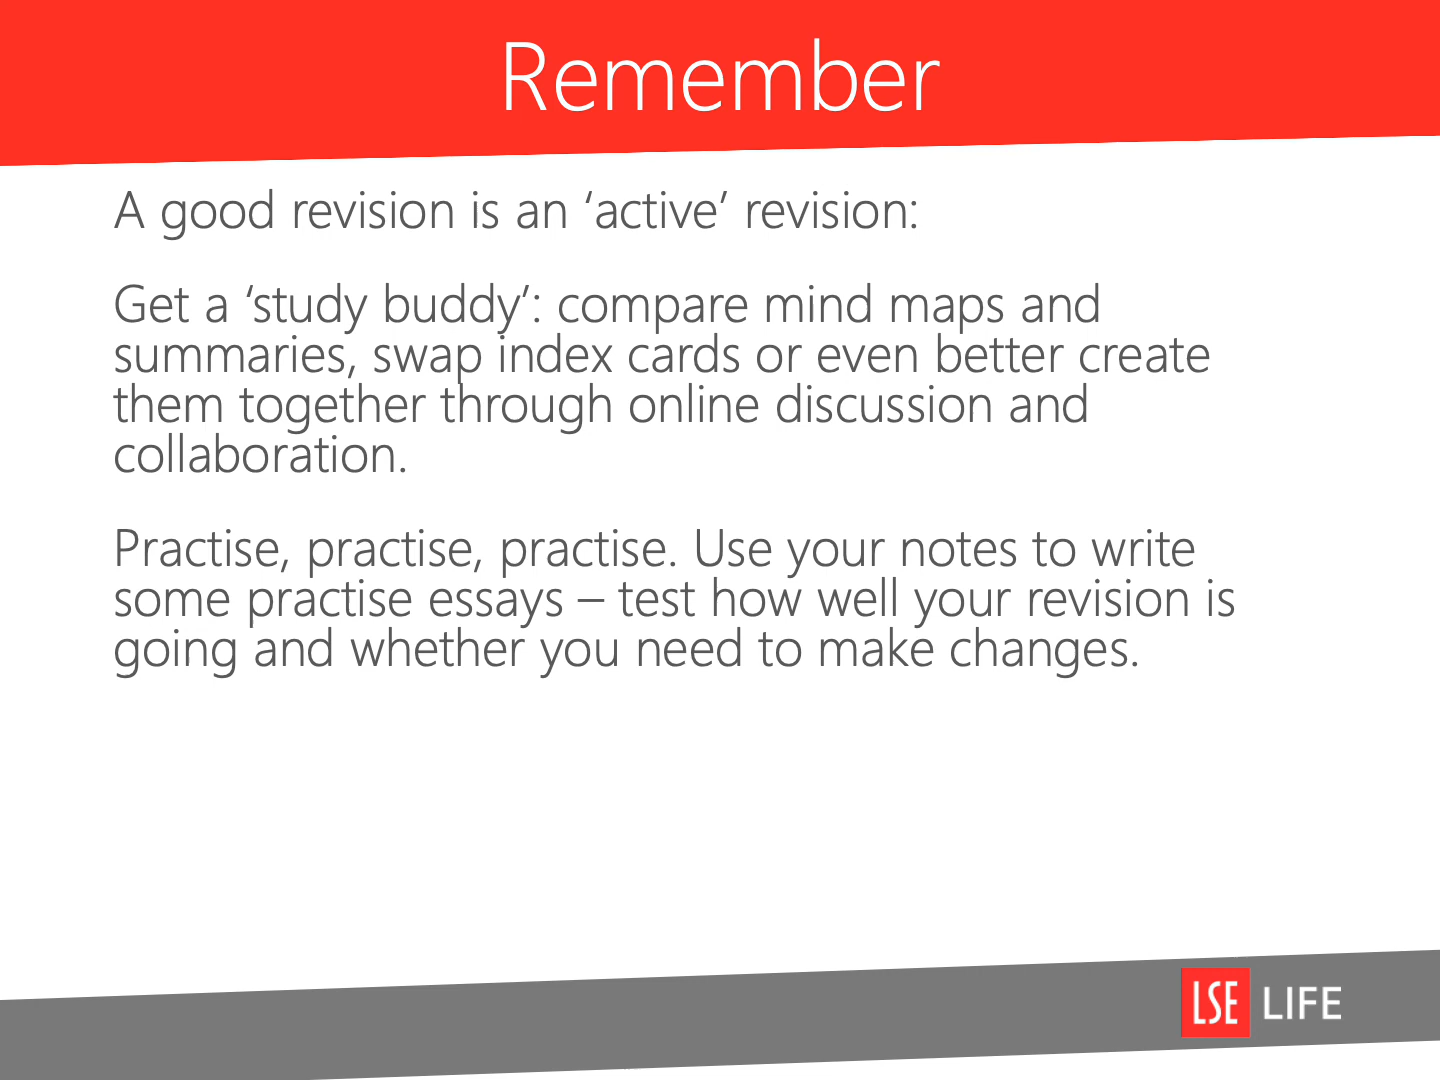 Remember
A good revision is an ‘active’ revision:
Get a ‘study buddy’: compare mind maps and
summaries, swap index cards or even better create
them together through online discussion and
collaboration.
Practise, practise, practise. Use your notes to write
some practise essays – test how well your revision is
going and whether you need to make changes.
LSE LIFE